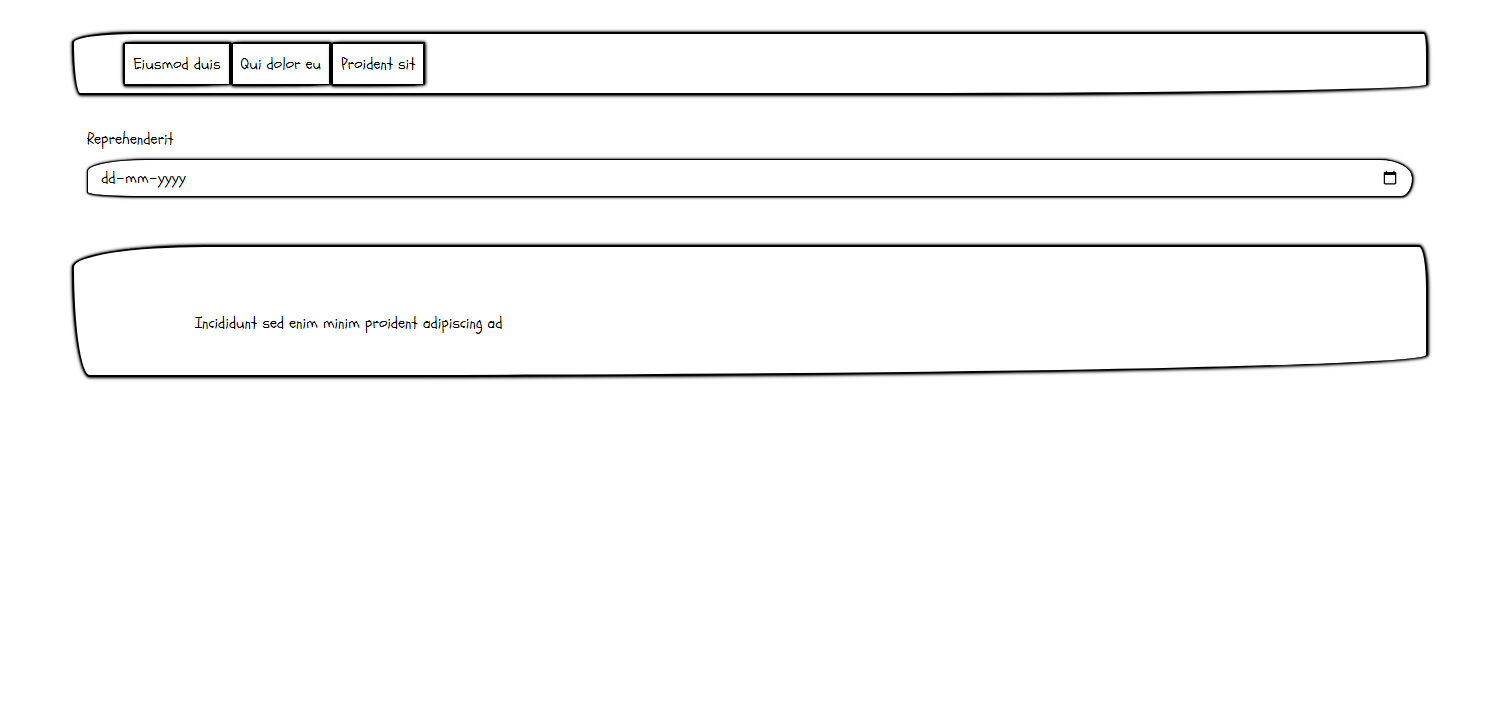 Eiusmod duis Qui dolor eu Proident sit
Reprehenderit
dd-mm-yyyy
Incididunt sed enim minim proident adipiscing ad